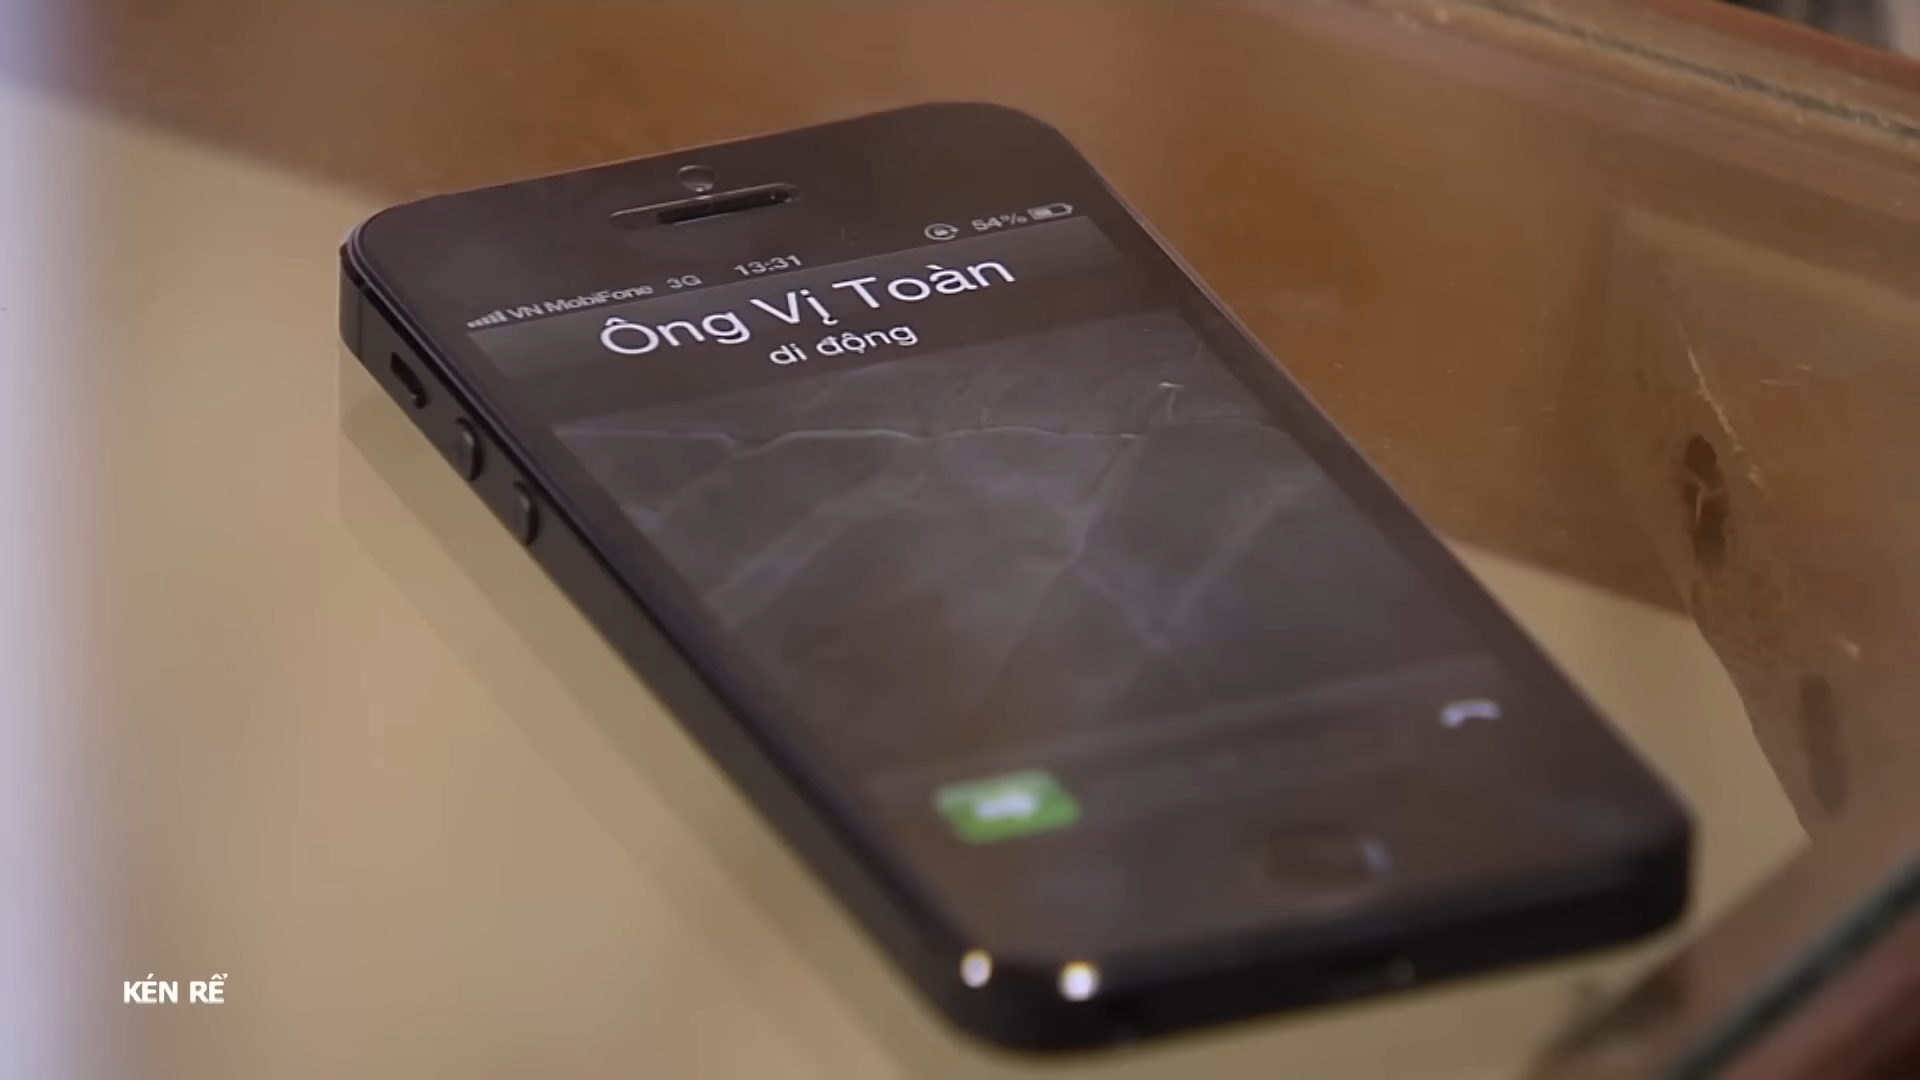 VN MobiFone 3G 13:31 54%
Ông Vị Toàn
di động
KÉN RỂ